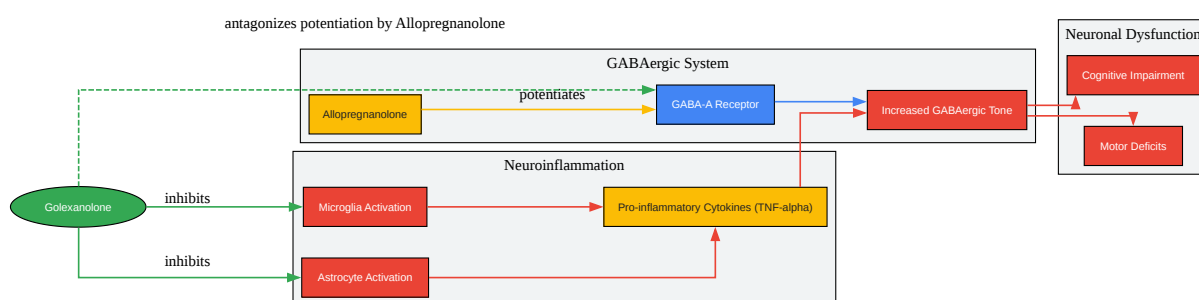 antagonizes potentiation by Allopregnanolone
Neuronal Dysfunction
GABAergic System
Cognitive Impairment
potentiates
Allopregnanolone
GABA-A Receptor
Increased GABAergic Tone
Motor Deficits
Neuroinflammation
Golexanolone
inhibits
Microglia Activation
Pro-inflammatory Cytokines (TNF-alpha)
inhibits
Astrocyte Activation